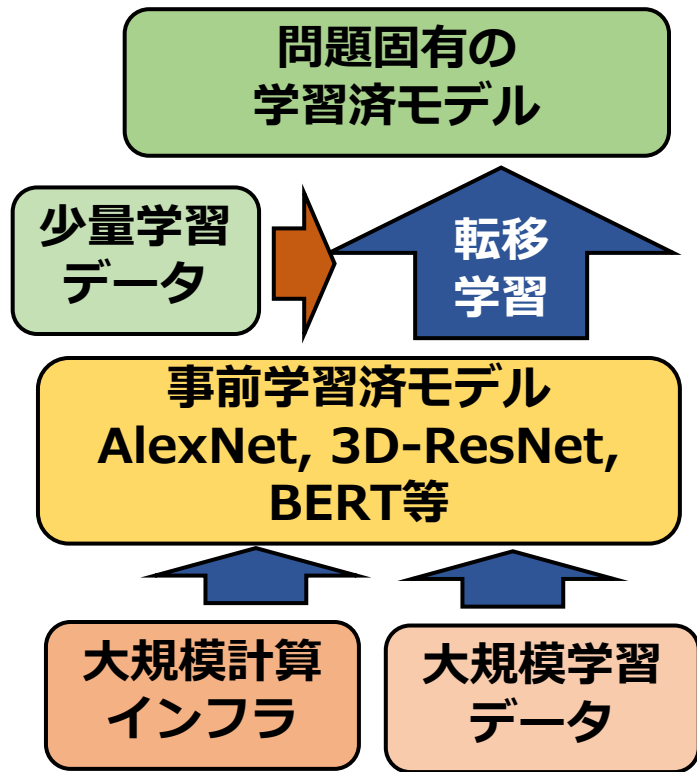 問題固有の
学習済モデル
少量学習
データ
転移
学習
事前学習済モデル
AlexNet, 3D-ResNet,
BERT等
大規模計算
インフラ
大規模学習
データ